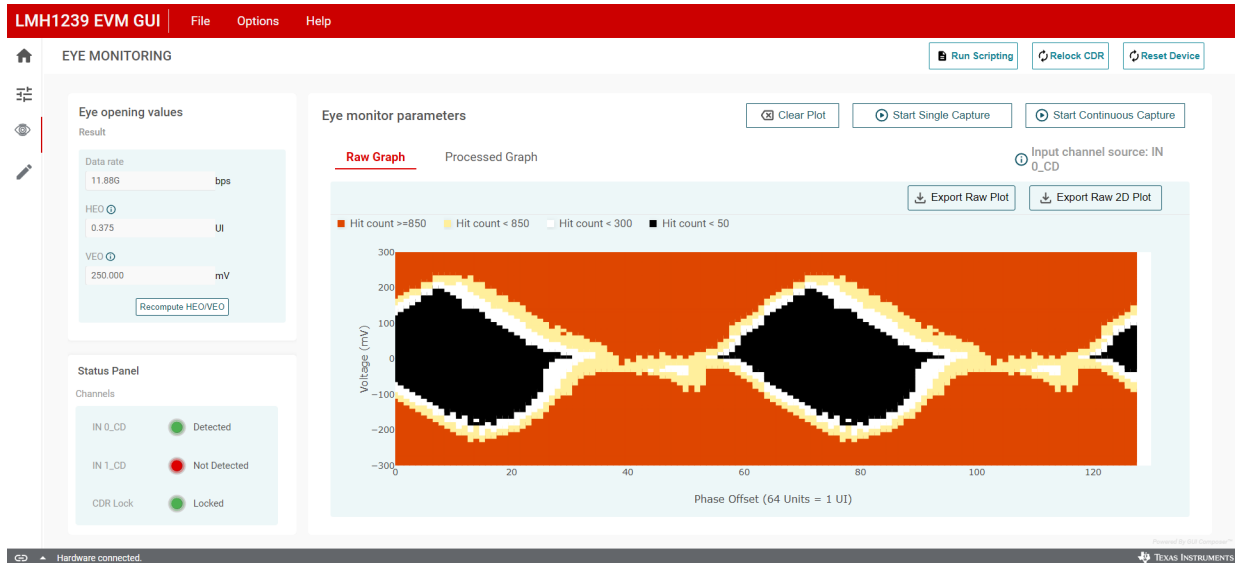 LMH1239 EVM GUI File Options Help
EYE MONITORING Run Scripting Relock CDR Reset Device
Eye opening values
Result
Data rate
11.88G bps
HEO
0.375 UI
VEO
250.000 mV
Recompute HEO/VEO
Status Panel
Channels
IN 0_CD Detected
IN 1_CD Not Detected
CDR Lock Locked
Eye monitor parameters Clear Plot Start Single Capture Start Continuous Capture
Raw Graph Processed Graph
Input channel source: IN
0_CD
Export Raw Plot Export Raw 2D Plot
Hit count >=850 Hit count < 850 Hit count < 300 Hit count < 50
300
200
100
0
−100
−200
−300
Voltage (mV)
0 20 40 60 80 100 120
Phase Offset (64 Units = 1 UI)
Powered By GUI Composer™
Hardware connected. TEXAS INSTRUMENTS